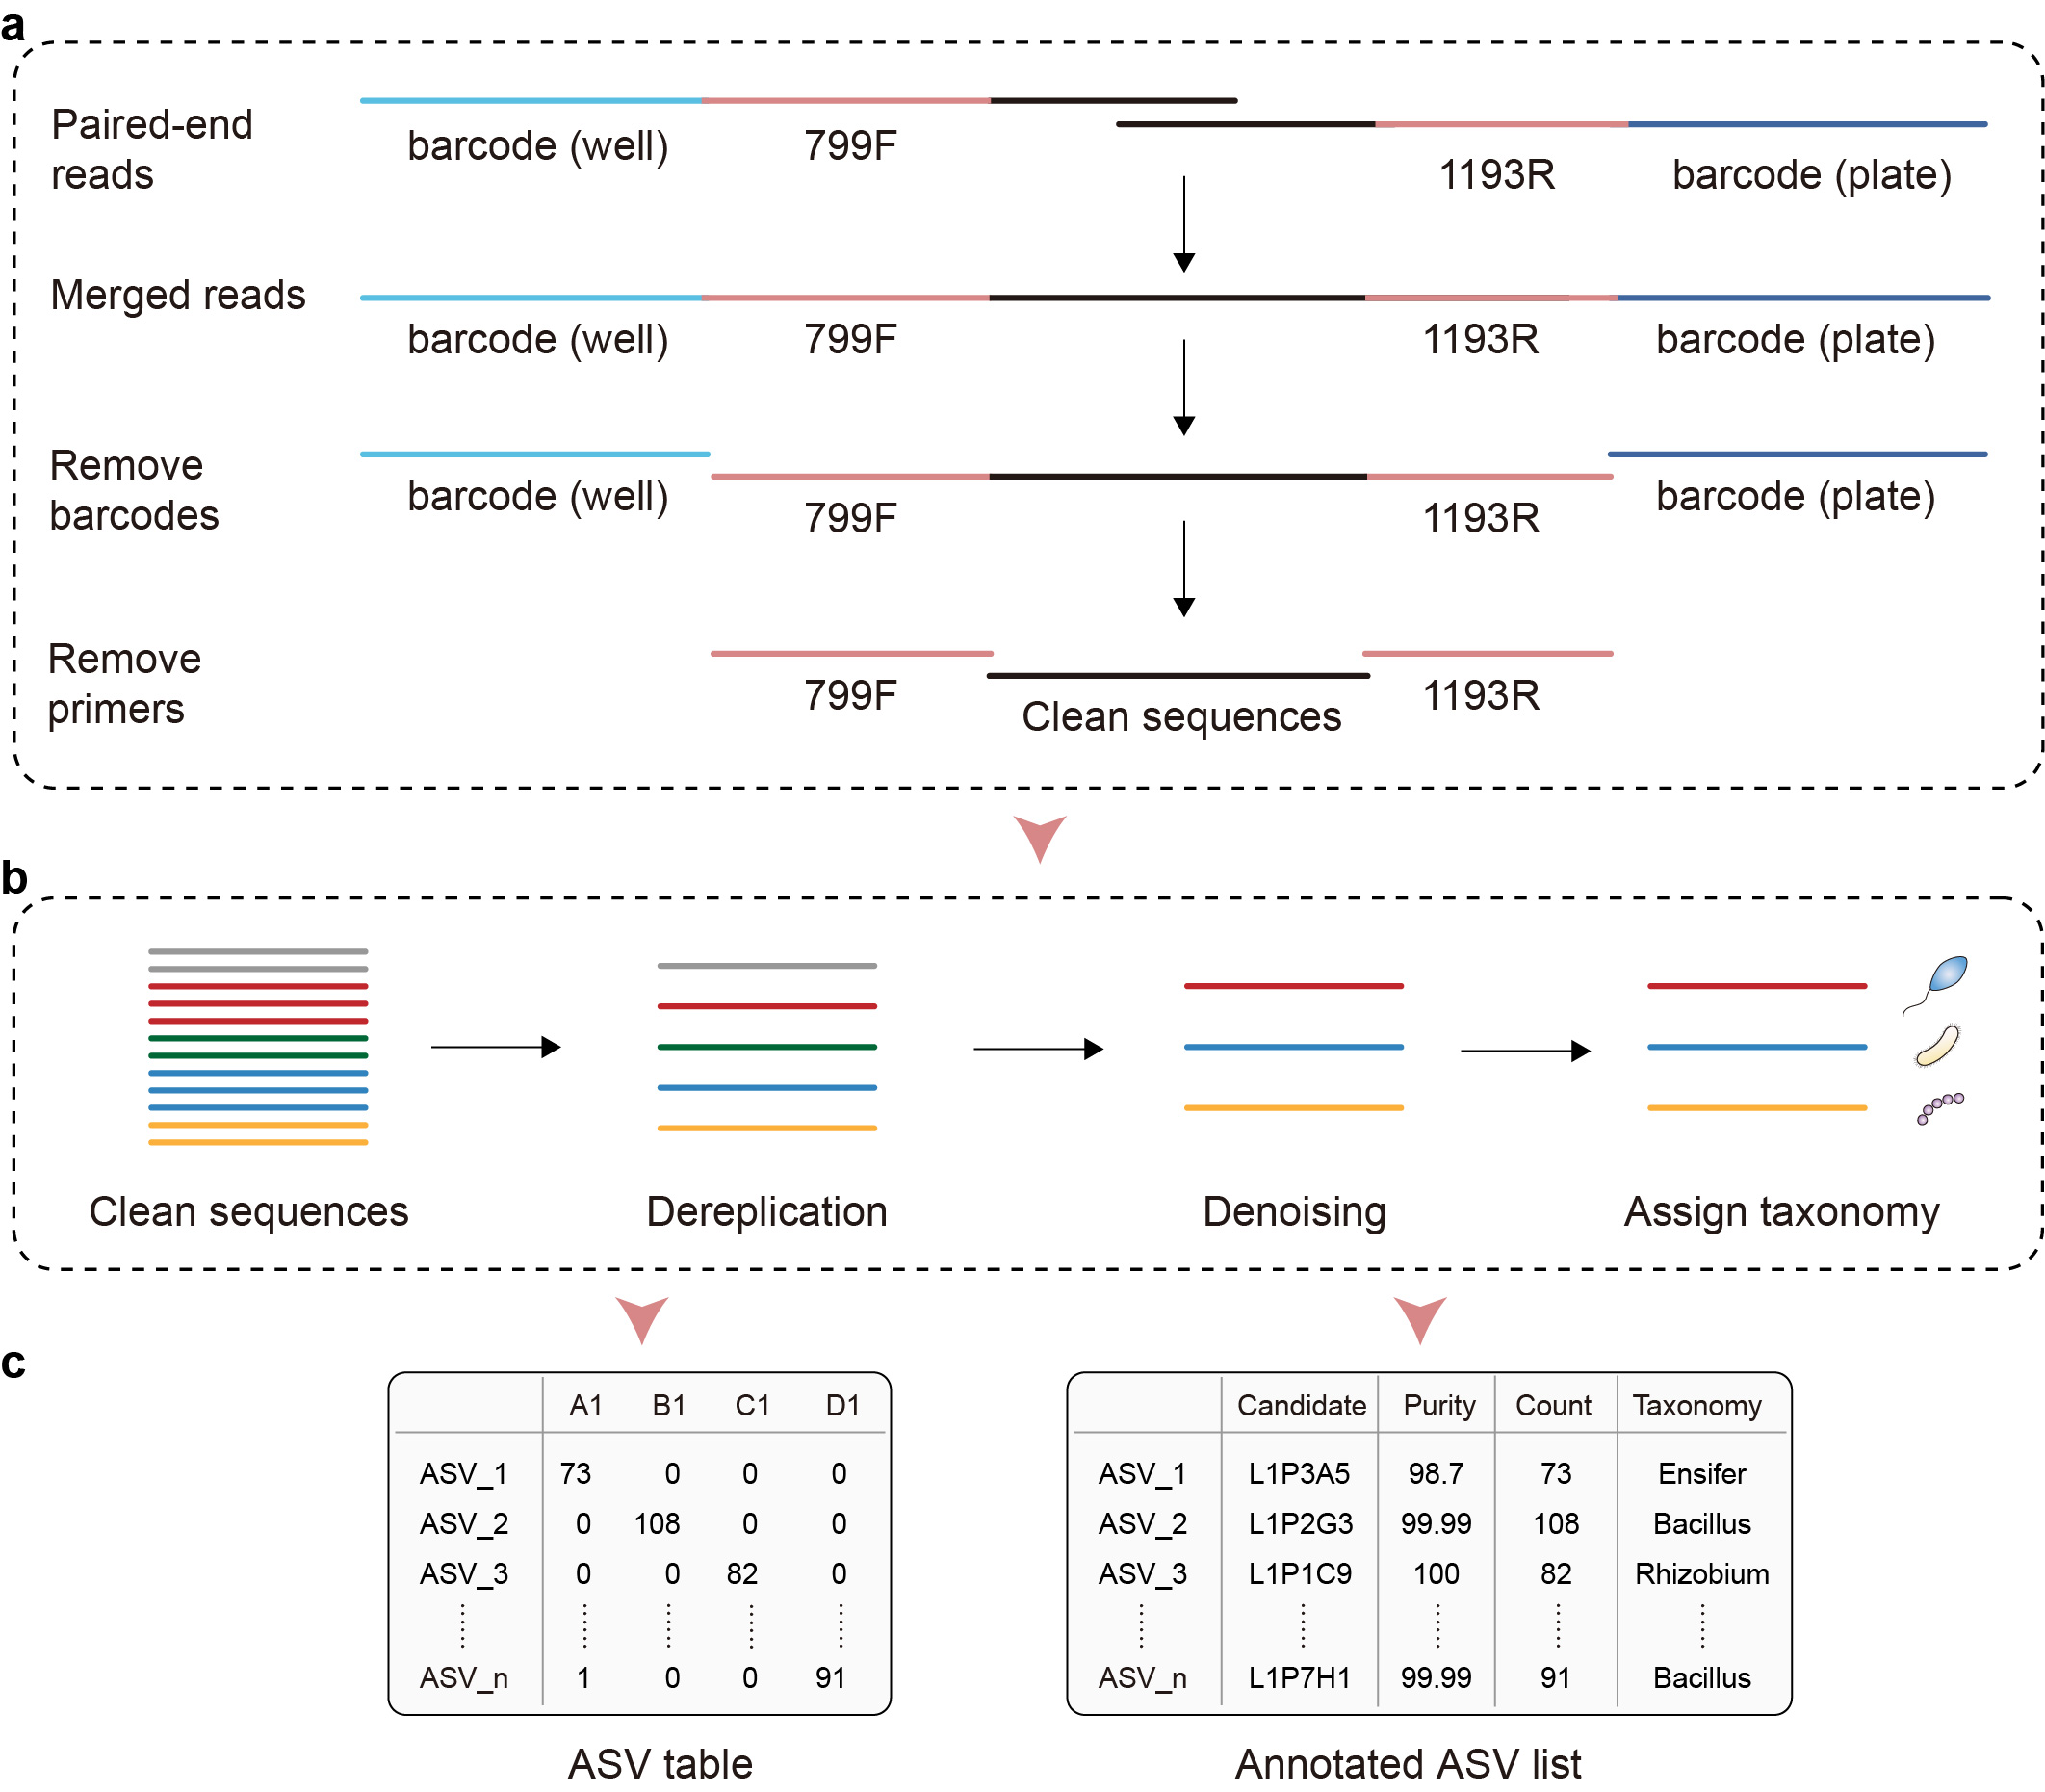 a
Paired-end
reads
barcode (well)
799F
1193R
barcode (plate)
Merged reads
barcode (well)
799F
1193R
barcode (plate)
Remove
barcodes
barcode (well)
799F
1193R
barcode (plate)
Remove
primers
799F
Clean sequences
1193R
b
Clean sequences
Dereplication
Denoising
Assign taxonomy
c
A1 B1 C1 D1
ASV_1 73 0 0 0
ASV_2 0 108 0 0
ASV_3 0 0 82 0
ASV_n 1 0 0 91
ASV table
Candidate Purity Count Taxonomy
ASV_1 L1P3A5 98.7 73 Ensifer
ASV_2 L1P2G3 99.99 108 Bacillus
ASV_3 L1P1C9 100 82 Rhizobium
ASV_n L1P7H1 99.99 91 Bacillus
Annotated ASV list